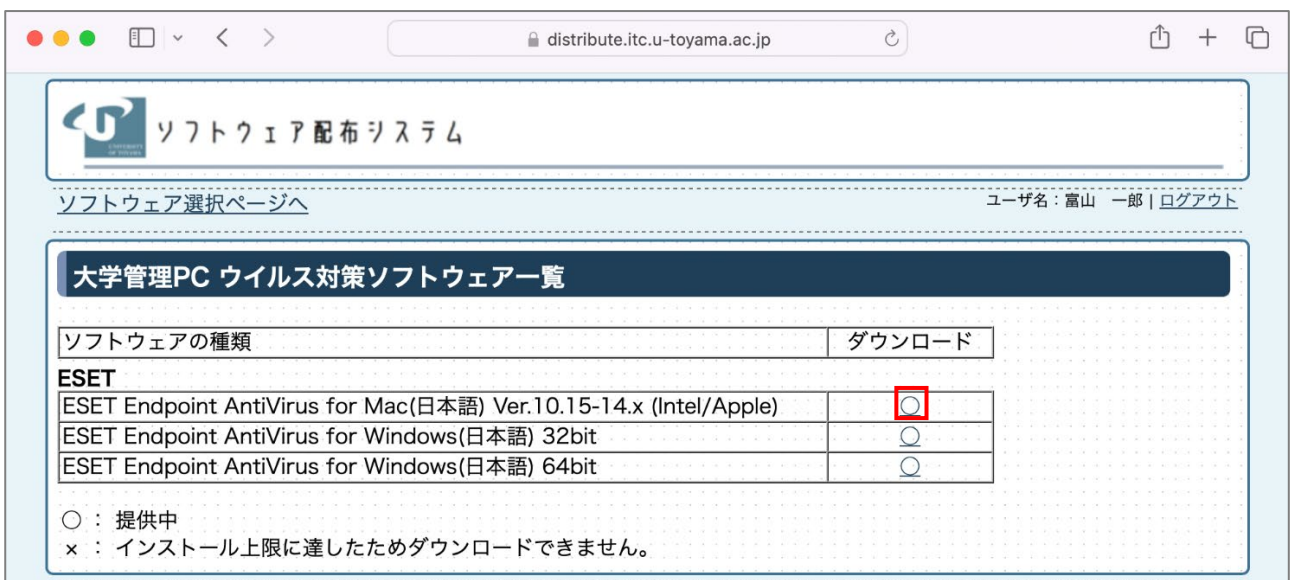 distribute.itc.u-toyama.ac.jp
UNIVERSITY
OF TOYAMA
ソフトウェア配布システム
ソフトウェア選択ページへ
ユーザ名：富山　一郎 | ログアウト
大学管理PC ウイルス対策ソフトウェア一覧
ソフトウェアの種類 ダウンロード
ESET
ESET Endpoint AntiVirus for Mac(日本語) Ver.10.15-14.x (Intel/Apple) ○
ESET Endpoint AntiVirus for Windows(日本語) 32bit ○
ESET Endpoint AntiVirus for Windows(日本語) 64bit ○
○ ： 提供中
× ： インストール上限に達したためダウンロードできません。